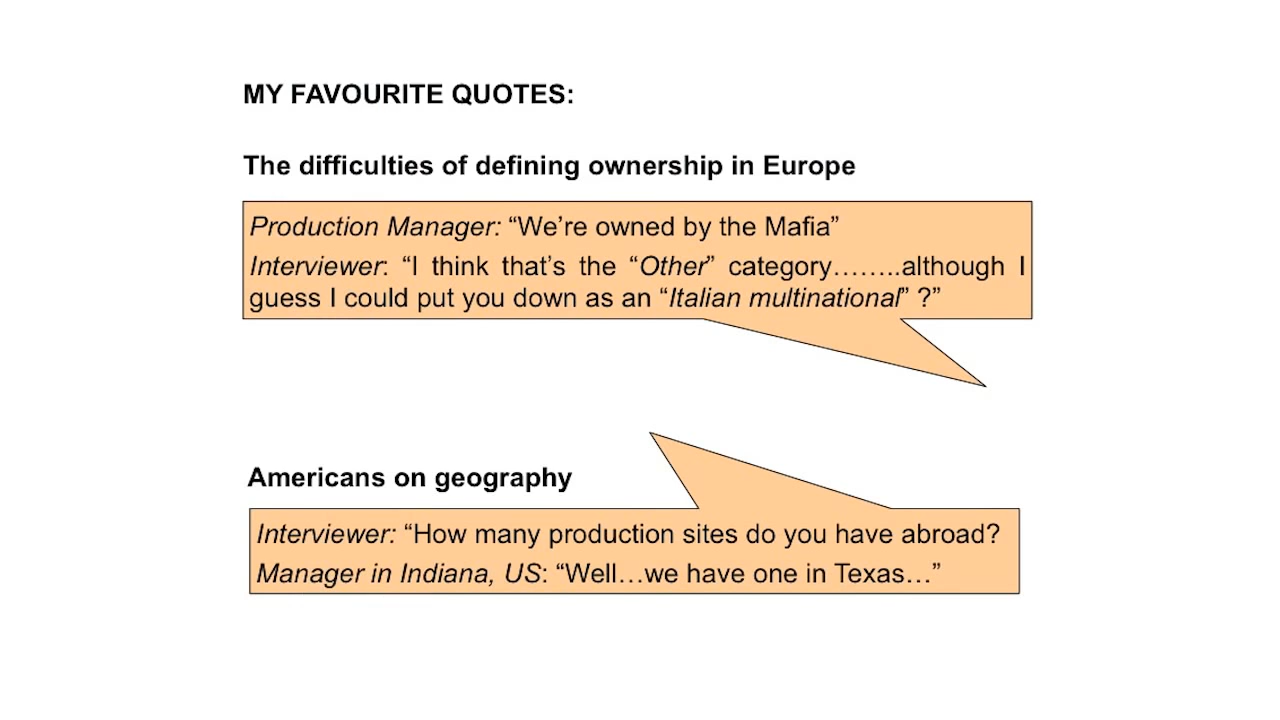 MY FAVOURITE QUOTES:
The difficulties of defining ownership in Europe
Production Manager: “We’re owned by the Mafia”
Interviewer: “I think that’s the “Other” category……..although I
guess I could put you down as an “Italian multinational” ?”
Americans on geography
Interviewer: “How many production sites do you have abroad?
Manager in Indiana, US: “Well…we have one in Texas…”